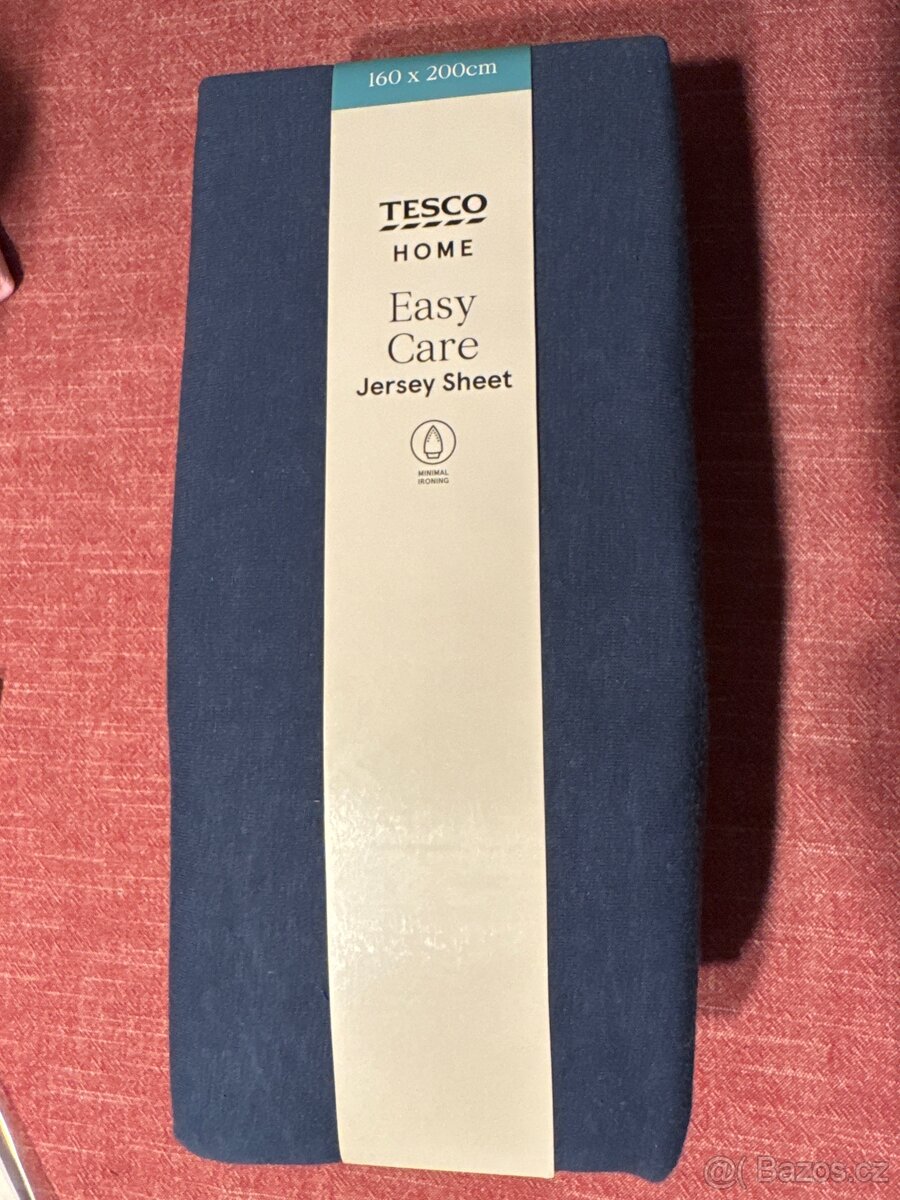 160 x 200cm
TESCO
HOME
Easy
Care
Jersey Sheet
MINIMAL
IRONING
@( Bazos.cz